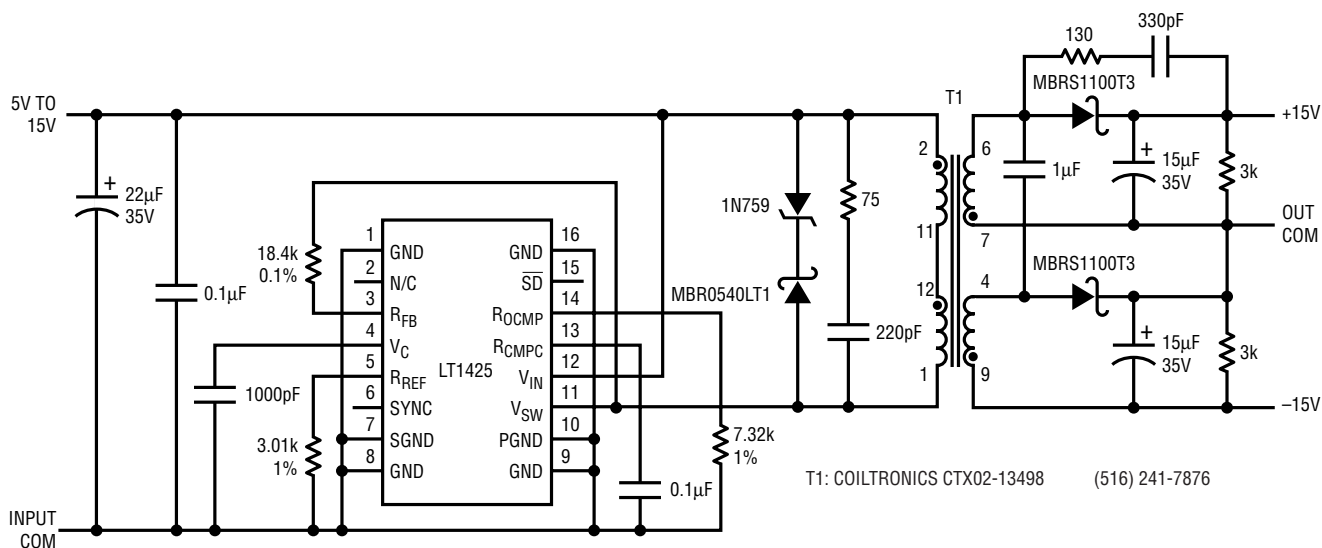 330pF
130
MBRS1100T3
5V TO
15V
T1
+15V
2
6
+
22µF
35V
1µF
+
15µF
35V
3k
1N759
75
18.4k
0.1%
1
GND
GND
16
11
7
OUT
COM
2
N/C
SD
15
MBR0540LT1
MBRS1100T3
0.1µF
3
RFB
ROCMP
14
12
4
4
VC
RCMPC
13
220pF
+
15µF
35V
3k
1000pF
5
RREF
LT1425
VIN
12
1
9
6
SYNC
VSW
11
–15V
3.01k
1%
7
SGND
PGND
10
7.32k
1%
8
GND
GND
9
0.1µF
T1: COILTRONICS CTX02-13498 (516) 241-7876
INPUT
COM